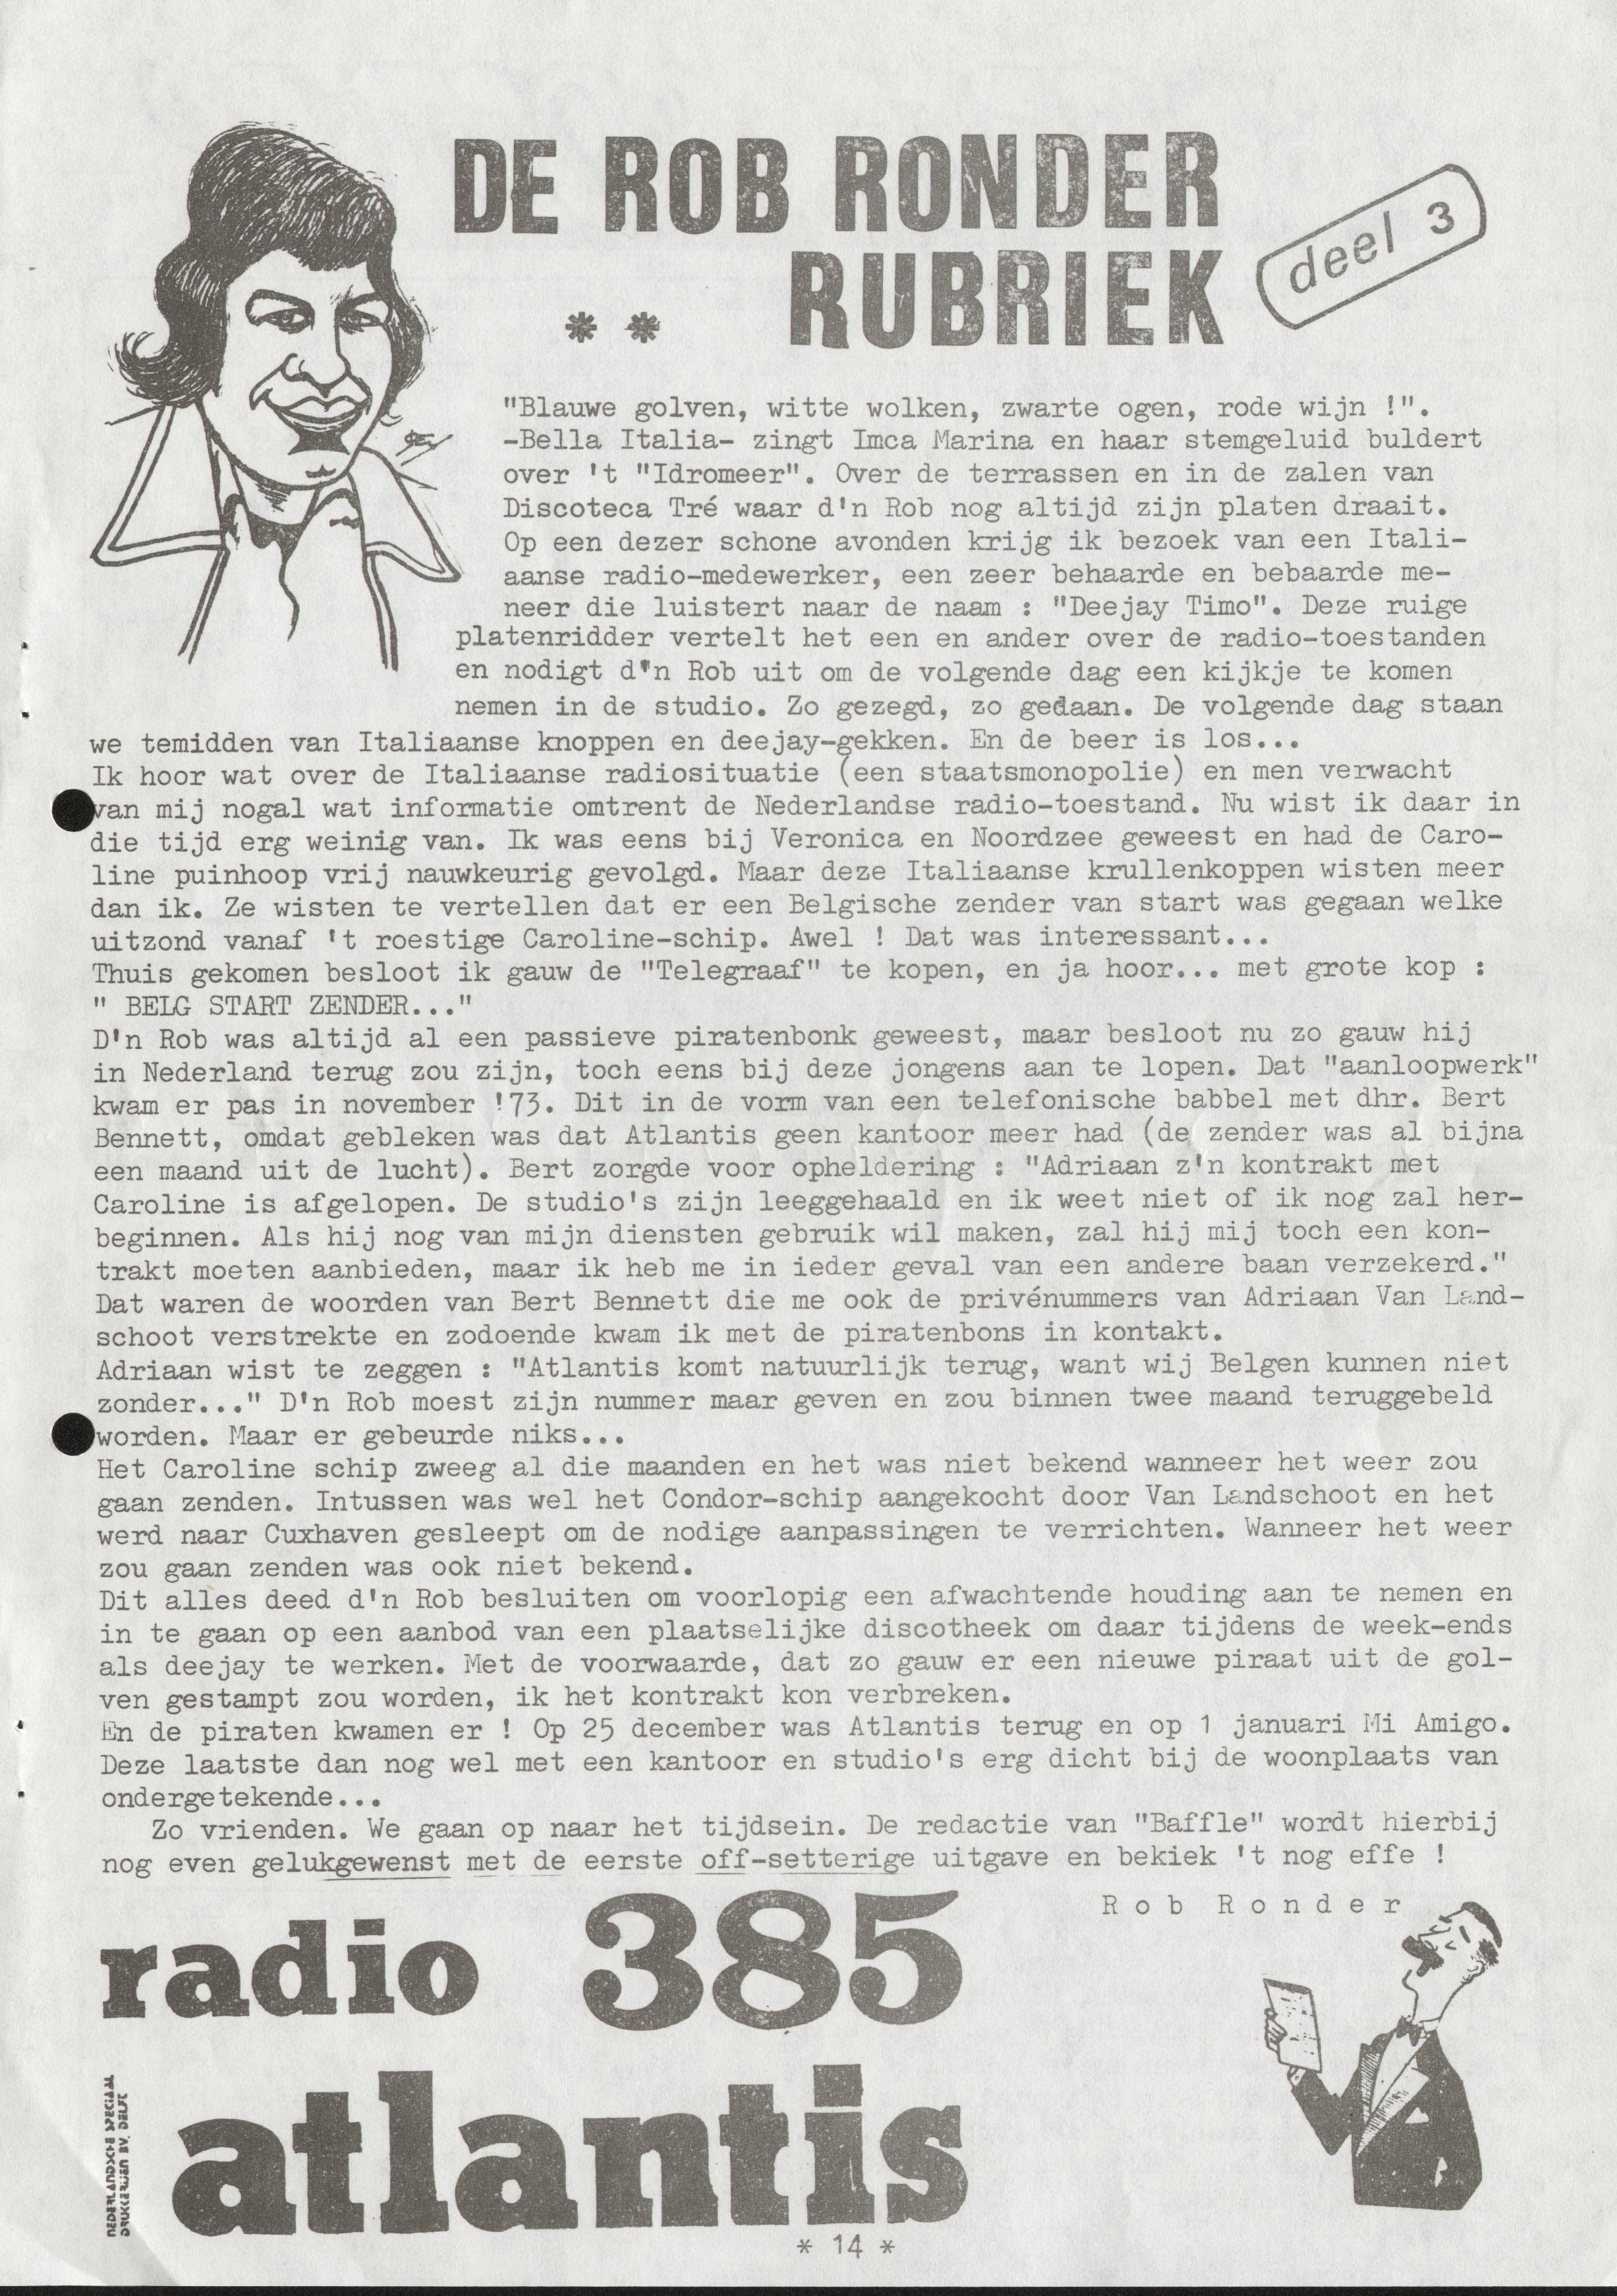 DE ROB RONDER
RUBRIEK
deel 3
* *
"Blauwe golven, witte wolken, zwarte ogen, rode wijn !".
-Bella Italia- zingt Imca Marina en haar stemgeluid buldert
over 't "Idromeer". Over de terrassen en in de zalen van
Discoteca Tré waar d'n Rob nog altijd zijn platen draait.
Op een dezer schone avonden krijg ik bezoek van een Itali-
aanse radio-medewerker, een zeer behaarde en bebaarde me-
neer die luistert naar de naam : "Deejay Timo". Deze ruige
platenridder vertelt het een en ander over de radio-toestanden
en nodigt d'n Rob uit om de volgende dag een kijkje te komen
nemen in de studio. Zo gezegd, zo gedaan. De volgende dag staan
we temidden van Italiaanse knoppen en deejay-gekken. En de beer is los...
Ik hoor wat over de Italiaanse radiosituatie (een staatsmonopolie) en men verwacht
van mij nogal wat informatie omtrent de Nederlandse radio-toestand. Nu wist ik daar in
die tijd erg weinig van. Ik was eens bij Veronica en Noordzee geweest en had de Caro-
line puinhoop vrij nauwkeurig gevolgd. Maar deze Italiaanse krullenkoppen wisten meer
dan ik. Ze wisten te vertellen dat er een Belgische zender van start was gegaan welke
uitzond vanaf 't roestige Caroline-schip. Awel ! Dat was interessant...
Thuis gekomen besloot ik gauw de "Telegraaf" te kopen, en ja hoor... met grote kop :
" BELG START ZENDER..."
D'n Rob was altijd al een passieve piratenbonk geweest, maar besloot nu zo gauw hij
in Nederland terug zou zijn, toch eens bij deze jongens aan te lopen. Dat "aanloopwerk"
kwam er pas in november !73. Dit in de vorm van een telefonische babbel met dhr. Bert
Bennett, omdat gebleken was dat Atlantis geen kantoor meer had (de zender was al bijna
een maand uit de lucht). Bert zorgde voor opheldering : "Adriaan z'n kontrakt met
Caroline is afgelopen. De studio's zijn leeggehaald en ik weet niet of ik nog zal her-
beginnen. Als hij nog van mijn diensten gebruik wil maken, zal hij mij toch een kon-
trakt moeten aanbieden, maar ik heb me in ieder geval van een andere baan verzekerd."
Dat waren de woorden van Bert Bennett die me ook de privénummers van Adriaan Van Land-
schoot verstrekte en zodoende kwam ik met de piratenbons in kontakt.
Adriaan wist te zeggen : "Atlantis komt natuurlijk terug, want wij Belgen kunnen niet
zonder..." D'n Rob moest zijn nummer maar geven en zou binnen twee maand teruggebeld
worden. Maar er gebeurde niks...
Het Caroline schip zweeg al die maanden en het was niet bekend wanneer het weer zou
gaan zenden. Intussen was wel het Condor-schip aangekocht door Van Landschoot en het
werd naar Cuxhaven gesleept om de nodige aanpassingen te verrichten. Wanneer het weer
zou gaan zenden was ook niet bekend.
Dit alles deed d'n Rob besluiten om voorlopig een afwachtende houding aan te nemen en
in te gaan op een aanbod van een plaatselijke discotheek om daar tijdens de week-ends
als deejay te werken. Met de voorwaarde, dat zo gauw er een nieuwe piraat uit de gol-
ven gestampt zou worden, ik het kontrakt kon verbreken.
En de piraten kwamen er ! Op 25 december was Atlantis terug en op 1 januari Mi Amigo.
Deze laatste dan nog wel met een kantoor en studio's erg dicht bij de woonplaats van
ondergetekende...
Zo vrienden. We gaan op naar het tijdsein. De redactie van "Baffle" wordt hierbij
nog even gelukgewenst met de eerste off-setterige uitgave en bekiek 't nog effe !
Rob Ronder
radio 385
atlantis
NEDERLANDSCHE SPECIAAL
DRUKKERIJEN BV. DELFT
* 14 *